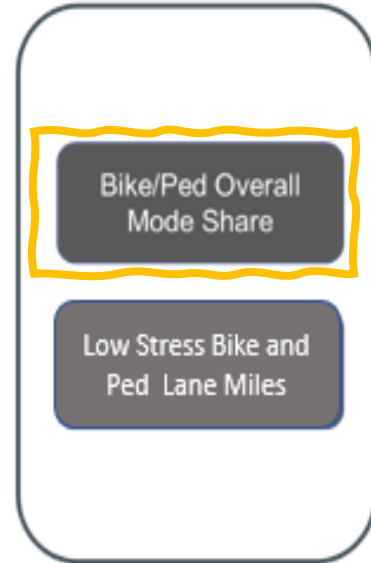 Bike/Ped Overall
Mode Share
Low Stress Bike and
Ped Lane Miles